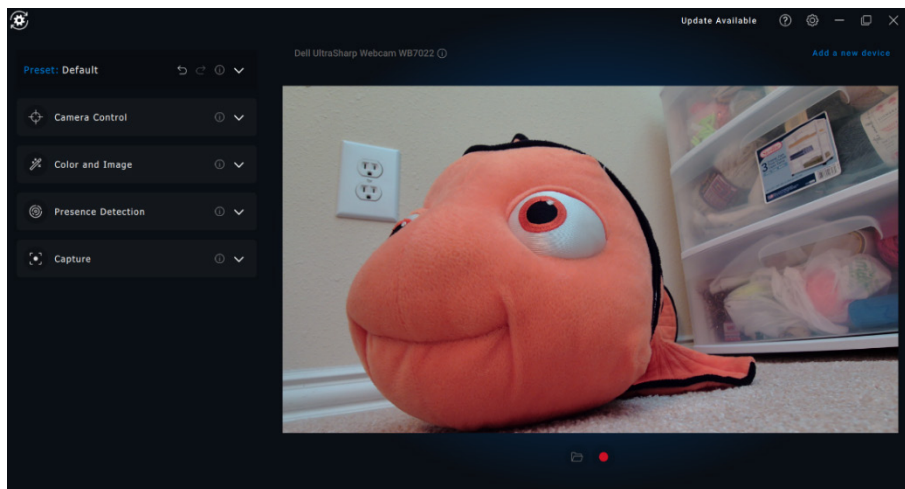 Update Available
Dell UltraSharp Webcam WB7022
Add a new device
Preset: Default
Camera Control
Color and Image
Presence Detection
Capture
3